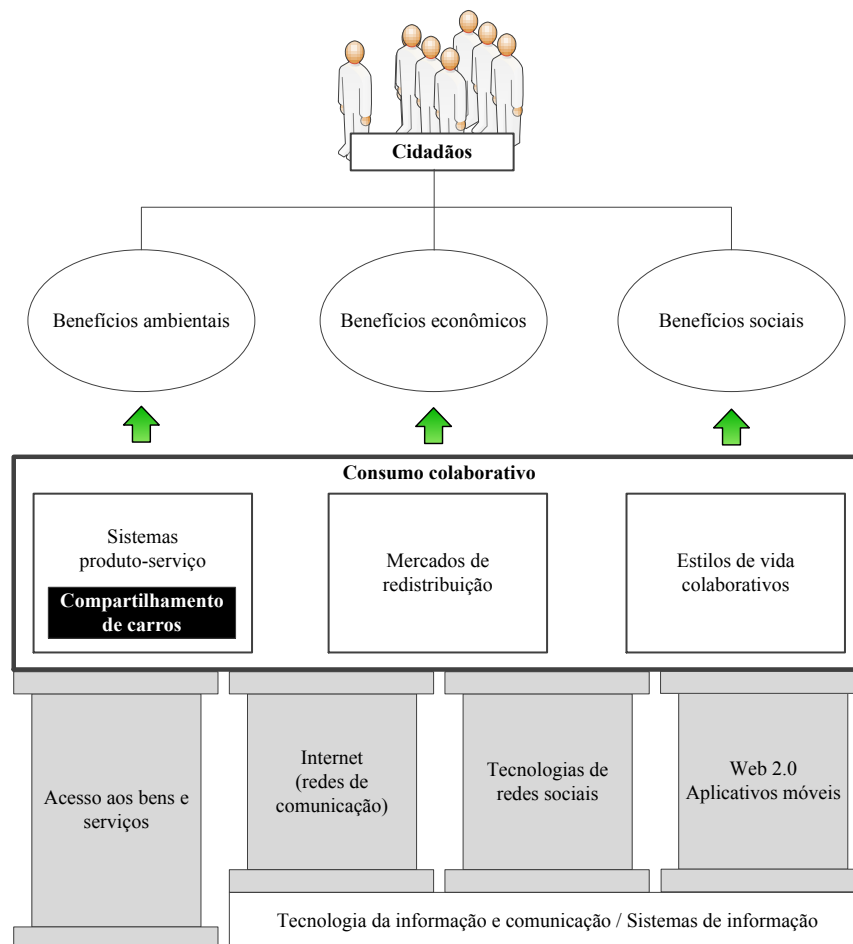 Cidadãos
Benefícios ambientais
Benefícios econômicos
Benefícios sociais
Consumo colaborativo
Sistemas
produto-serviço
Compartilhamento
de carros
Mercados de
redistribuição
Estilos de vida
colaborativos
Acesso aos bens e
serviços
Internet
(redes de
comunicação)
Tecnologias de
redes sociais
Web 2.0
Aplicativos móveis
Tecnologia da informação e comunicação / Sistemas de informação